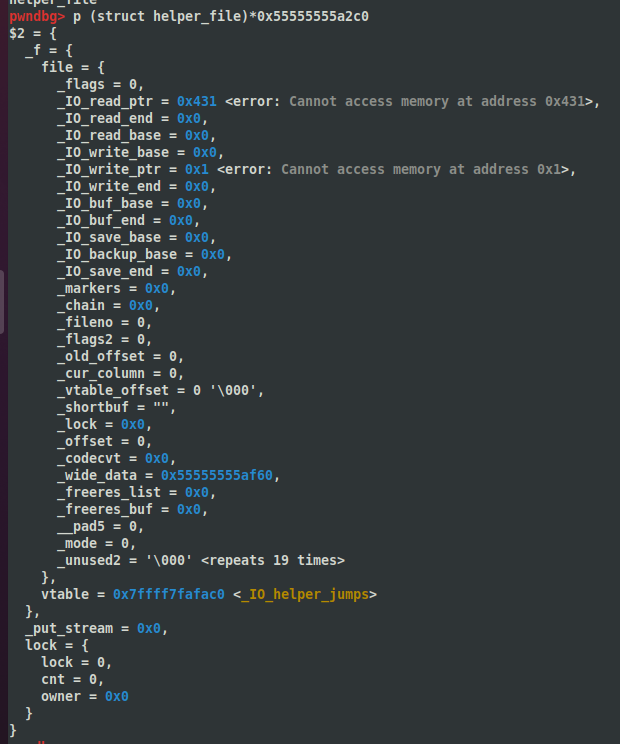 helper_file
pwndbg> p (struct helper_file)*0x55555555a2c0
$2 = {
  _f = {
    file = {
      _flags = 0,
      _IO_read_ptr = 0x431 <error: Cannot access memory at address 0x431>,
      _IO_read_end = 0x0,
      _IO_read_base = 0x0,
      _IO_write_base = 0x0,
      _IO_write_ptr = 0x1 <error: Cannot access memory at address 0x1>,
      _IO_write_end = 0x0,
      _IO_buf_base = 0x0,
      _IO_buf_end = 0x0,
      _IO_save_base = 0x0,
      _IO_backup_base = 0x0,
      _IO_save_end = 0x0,
      _markers = 0x0,
      _chain = 0x0,
      _fileno = 0,
      _flags2 = 0,
      _old_offset = 0,
      _cur_column = 0,
      _vtable_offset = 0 '\000',
      _shortbuf = "",
      _lock = 0x0,
      _offset = 0,
      _codecvt = 0x0,
      _wide_data = 0x55555555af60,
      _freeres_list = 0x0,
      _freeres_buf = 0x0,
      __pad5 = 0,
      _mode = 0,
      _unused2 = '\000' <repeats 19 times>
    },
    vtable = 0x7ffff7fafac0 <_IO_helper_jumps>
  },
  _put_stream = 0x0,
  lock = {
    lock = 0,
    cnt = 0,
    owner = 0x0
  }
}